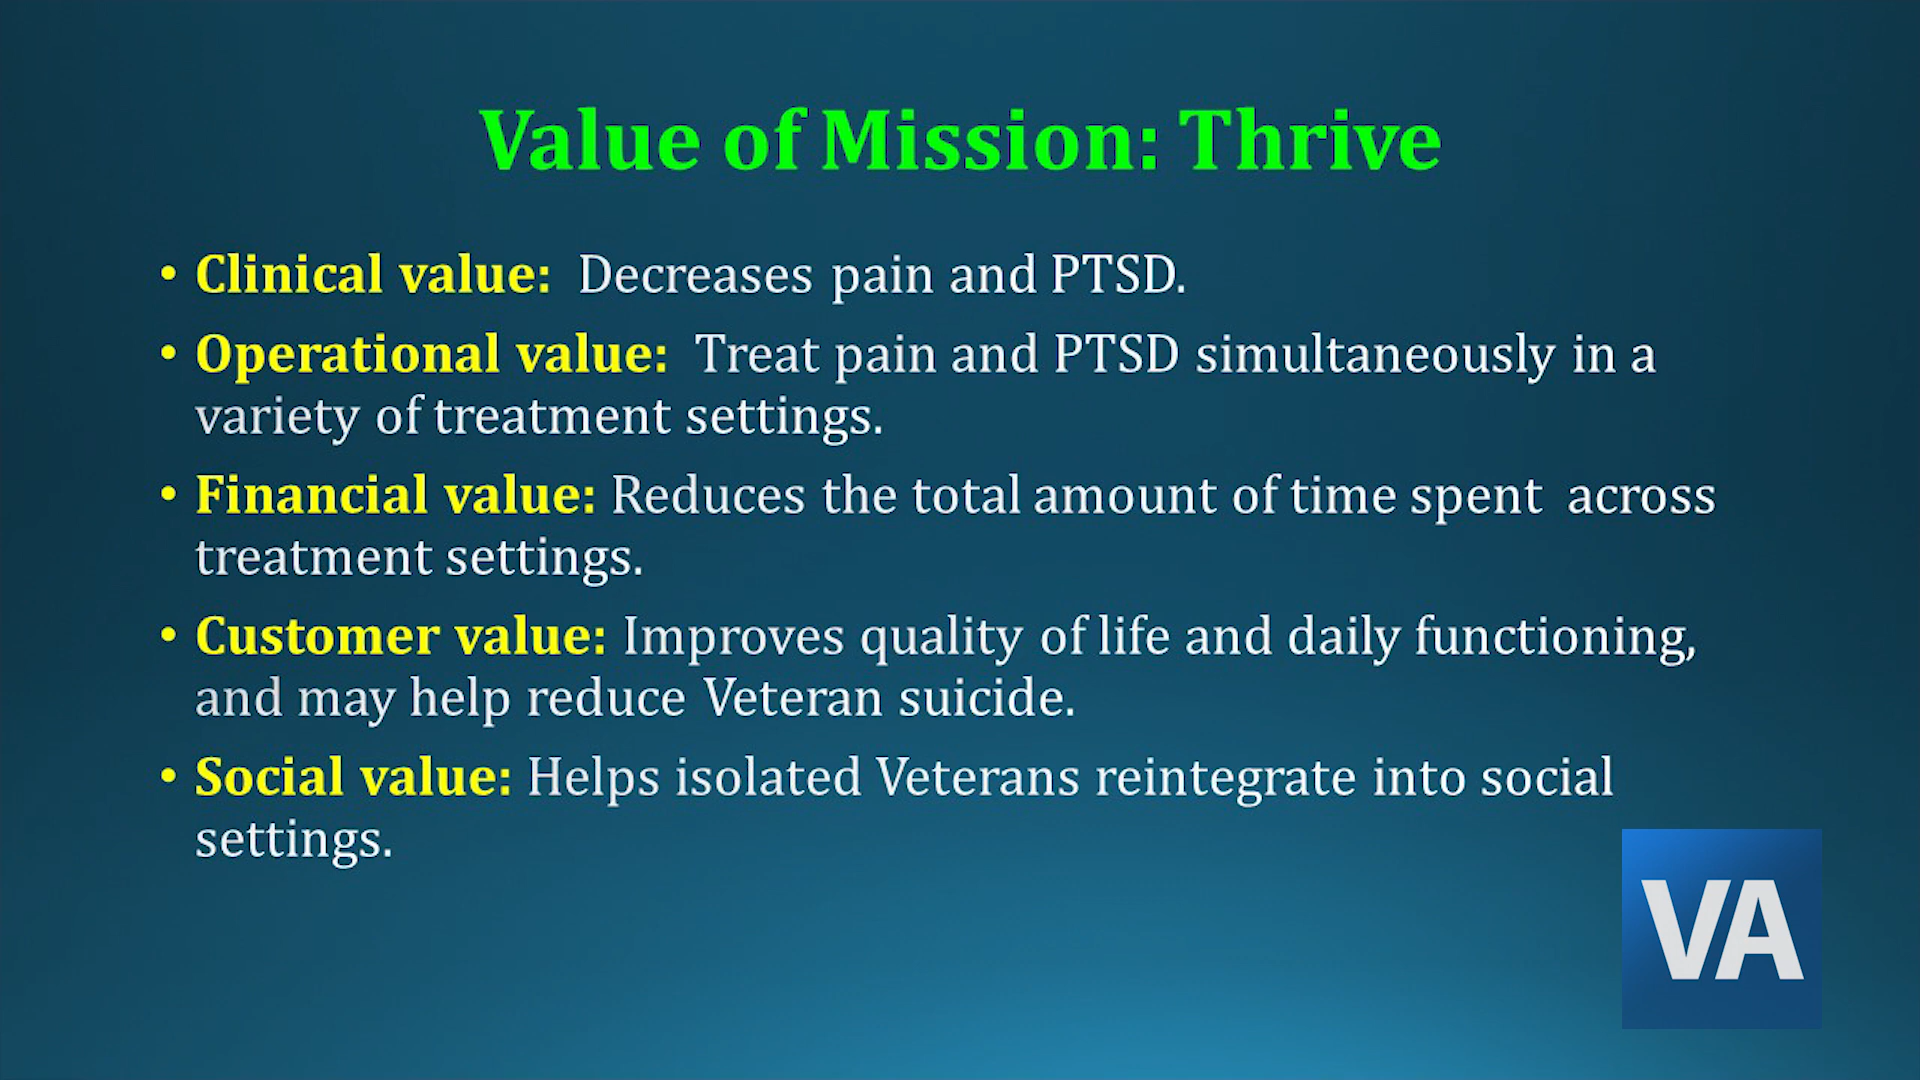 Value of Mission: Thrive
• Clinical value:  Decreases pain and PTSD.
• Operational value:  Treat pain and PTSD simultaneously in a
variety of treatment settings.
• Financial value: Reduces the total amount of time spent  across
treatment settings.
• Customer value: Improves quality of life and daily functioning,
and may help reduce Veteran suicide.
• Social value: Helps isolated Veterans reintegrate into social
settings.
VA